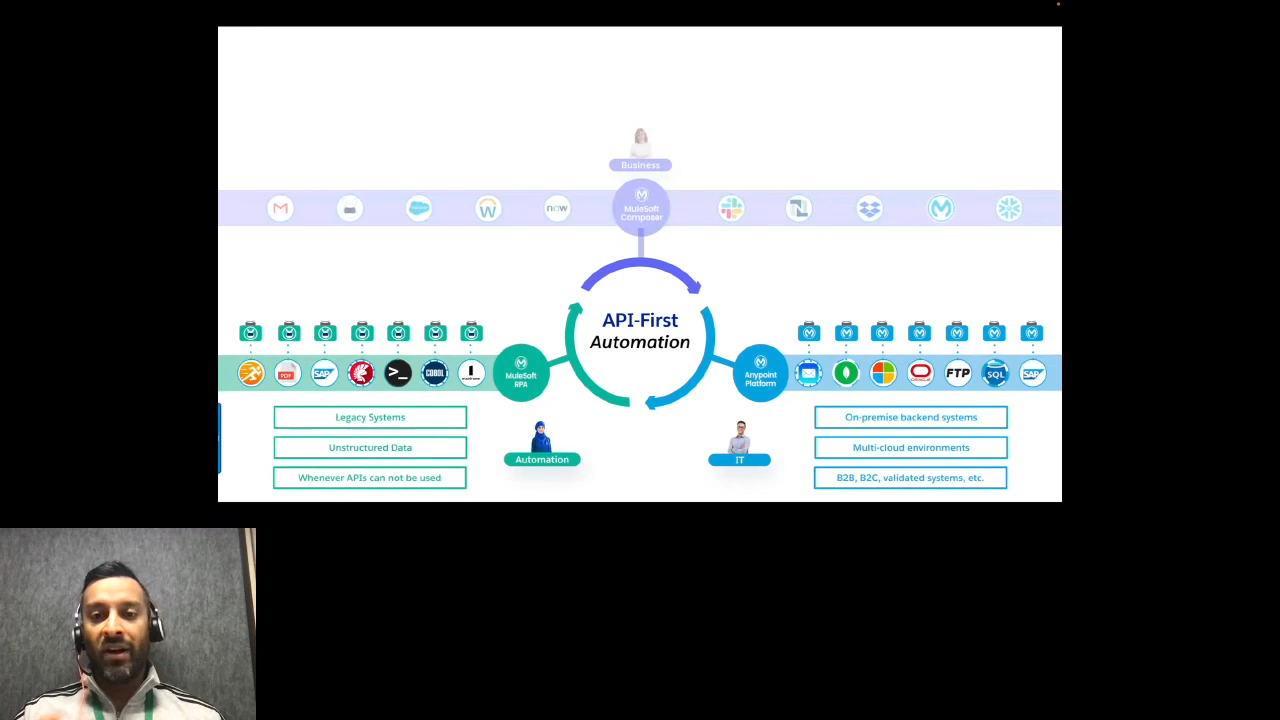 Business
now
MuleSoft
Composer
API-First
Automation
PDF
SAP
>_
COBOL
MuleSoft
RPA
Anypoint
Platform
ORACLE
FTP
SQL
SAP
Legacy Systems
Unstructured Data
Whenever APIs can not be used
Automation
IT
On-premise backend systems
Multi-cloud environments
B2B, B2C, validated systems, etc.